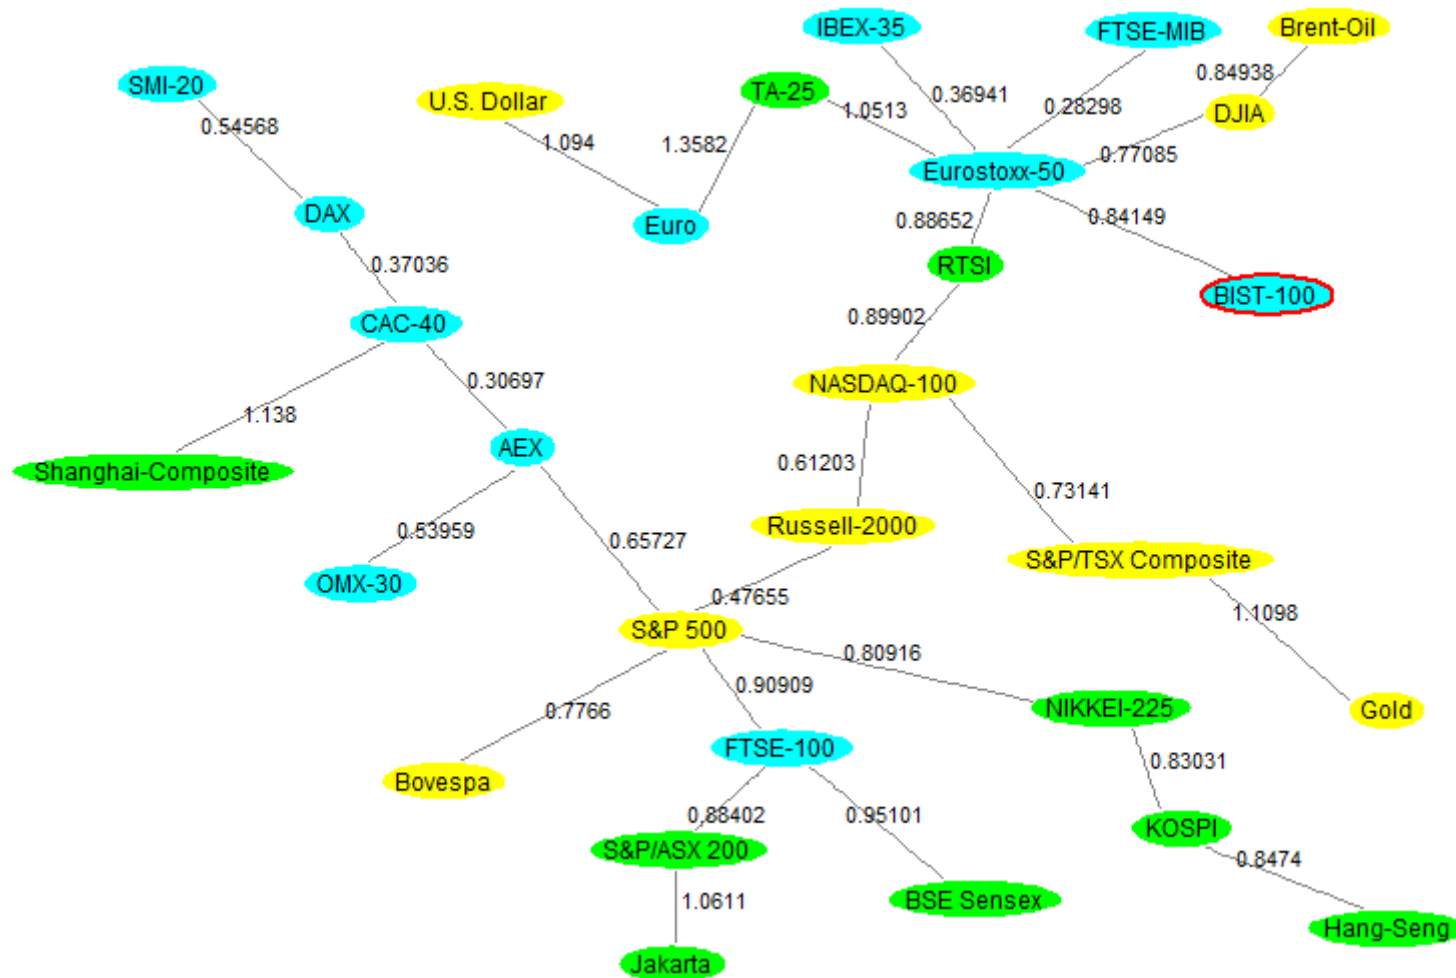 IBEX-35
FTSE-MIB
Brent-Oil
SMI-20
U.S. Dollar
TA-25
0.84938
0.36941
0.28298
DJIA
0.54568
1.094
1.3582
1.0513
0.77085
Eurostoxx-50
DAX
Euro
0.88652
0.84149
0.37036
RTSI
BIST-100
CAC-40
0.89902
0.30697
NASDAQ-100
1.138
AEX
Shanghai-Composite
0.61203
0.73141
0.53959
0.65727
Russell-2000
S&P/TSX Composite
OMX-30
0.47655
1.1098
S&P 500
0.80916
0.90909
0.7766
NIKKEI-225
Gold
FTSE-100
0.83031
Bovespa
0.88402
0.95101
KOSPI
S&P/ASX 200
0.8474
1.0611
BSE Sensex
Hang-Seng
Jakarta